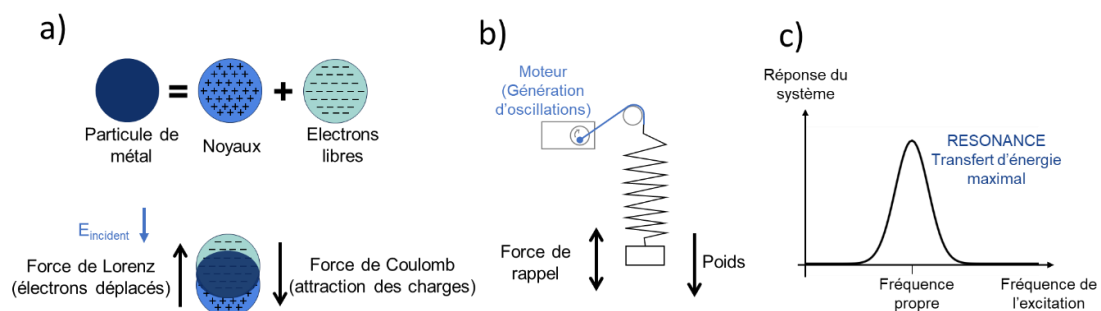 a)
Particule de
métal
=
Noyaux
+
Electrons
libres
E incident
Force de Lorenz
(électrons déplacés)
Force de Coulomb
(attraction des charges)
b)
Moteur
(Génération
d'oscillations)
Force de
rappel
Poids
c)
Réponse du
système
RESONANCE
Transfert d'énergie
maximal
Fréquence
propre
Fréquence de
l'excitation